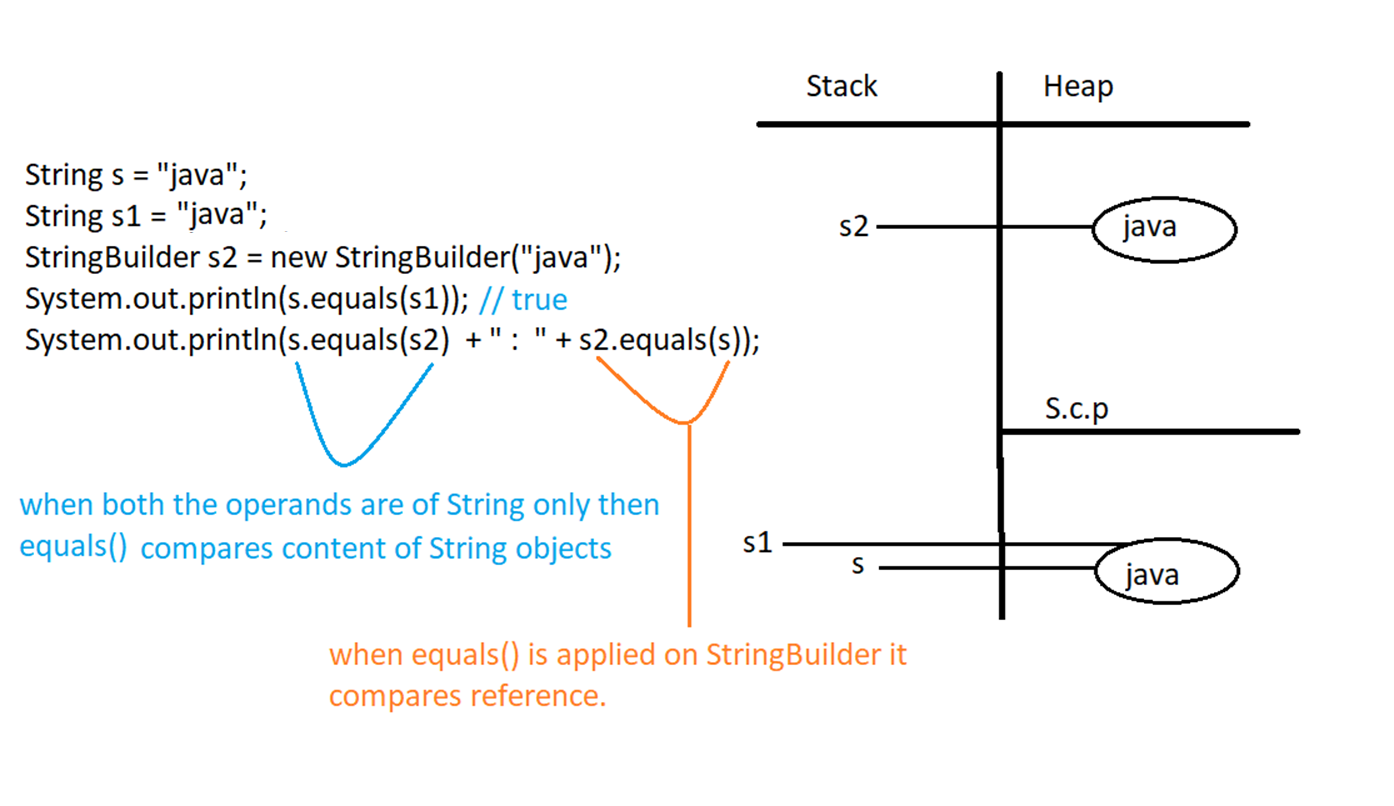 String s = "java";
String s1 = "java";
StringBuilder s2 = new StringBuilder("java");
System.out.println(s.equals(s1)); // true
System.out.println(s.equals(s2) + " : " + s2.equals(s));
when both the operands are of String only then
equals() compares content of String objects
when equals() is applied on StringBuilder it
compares reference.
Stack Heap
s2 java
S.c.p
s1
s java